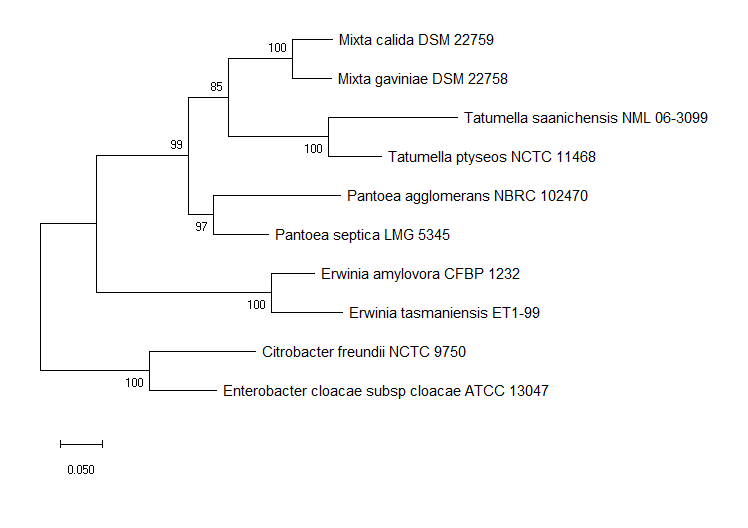 Mixta calida DSM 22759
100
Mixta gaviniae DSM 22758
85
Tatumella saanichensis NML 06-3099
100
99
Tatumella ptyseos NCTC 11468
Pantoea agglomerans NBRC 102470
97
Pantoea septica LMG 5345
Erwinia amylovora CFBP 1232
100
Erwinia tasmaniensis ET1-99
Citrobacter freundii NCTC 9750
100
Enterobacter cloacae subsp cloacae ATCC 13047
0.050